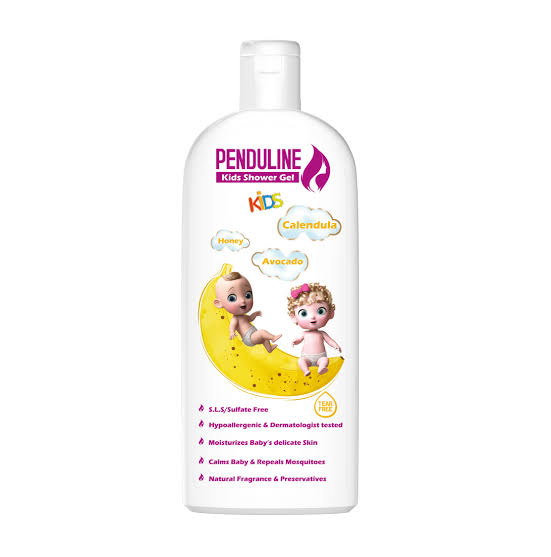 PENDULINE
Kids Shower Gel
KiDS
Calendula
Honey
Avocado
TEAR
FREE
S.L.S/Sulfate Free
Hypoallergenic & Dermatologist tested
Moisturizes Baby's delicate Skin
Calms Baby & Repeals Mosquitoes
Natural Fragrance & Preservatives